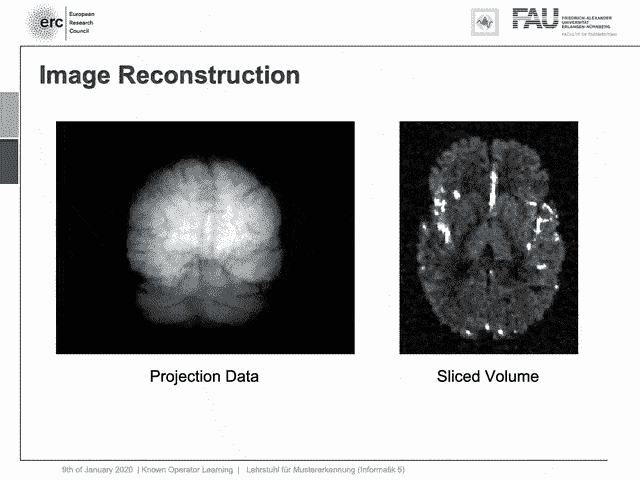 erc
European
Research
Council
FAU
FRIEDRICH-ALEXANDER
UNIVERSITÄT
ERLANGEN-NÜRNBERG
FACULTY OF ENGINEERING
Image Reconstruction
Projection Data
Sliced Volume
9th of January 2020 | Known Operator Learning | Lehrstuhl für Mustererkennung (Informatik 5)